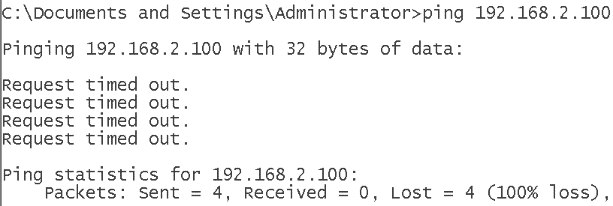 C:\Documents and Settings\Administrator>ping 192.168.2.100
Pinging 192.168.2.100 with 32 bytes of data:
Request timed out.
Request timed out.
Request timed out.
Request timed out.
Ping statistics for 192.168.2.100:
    Packets: Sent = 4, Received = 0, Lost = 4 (100% loss),